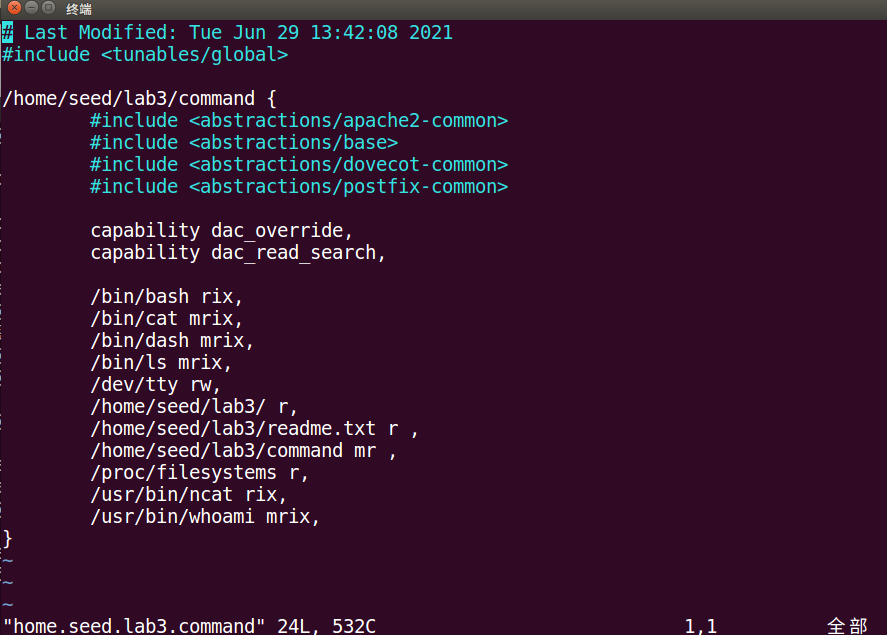 终端
# Last Modified: Tue Jun 29 13:42:08 2021
#include <tunables/global>
/home/seed/lab3/command {
#include <abstractions/apache2-common>
#include <abstractions/base>
#include <abstractions/dovecot-common>
#include <abstractions/postfix-common>
capability dac_override,
capability dac_read_search,
/bin/bash rix,
/bin/cat mrix,
/bin/dash mrix,
/bin/ls mrix,
/dev/tty rw,
/home/seed/lab3/ r,
/home/seed/lab3/readme.txt r ,
/home/seed/lab3/command mr ,
/proc/filesystems r,
/usr/bin/ncat rix,
/usr/bin/whoami mrix,
}
~
~
~
"home.seed.lab3.command" 24L, 532C 1,1 全部